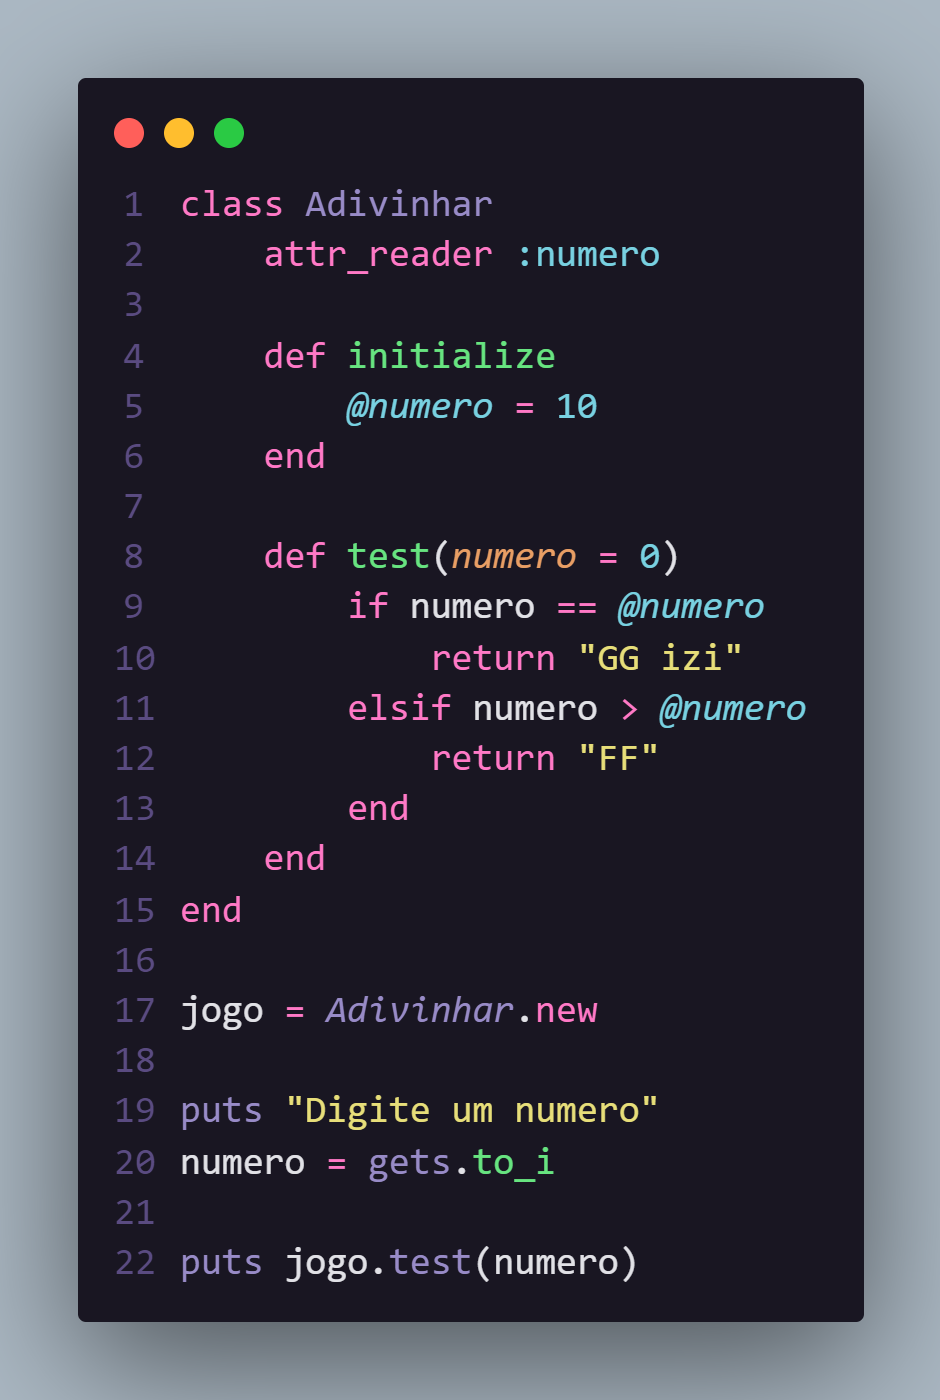 1 class Adivinhar
2     attr_reader :numero
3
4     def initialize
5         @numero = 10
6     end
7
8     def test(numero = 0)
9         if numero == @numero
10             return "GG izi"
11         elsif numero > @numero
12             return "FF"
13         end
14     end
15 end
16
17 jogo = Adivinhar.new
18
19 puts "Digite um numero"
20 numero = gets.to_i
21
22 puts jogo.test(numero)